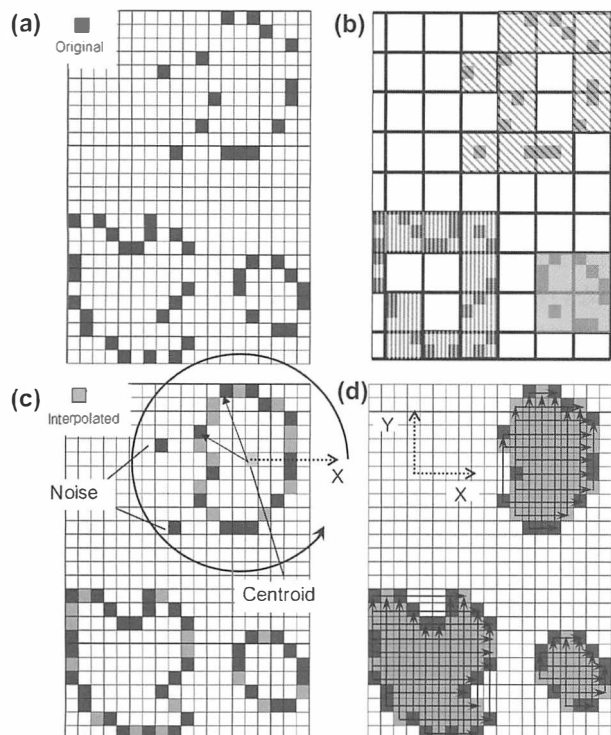 (a)
Original
(b)
(c)
Interpolated
Noise
X
Centroid
(d)
Y
X